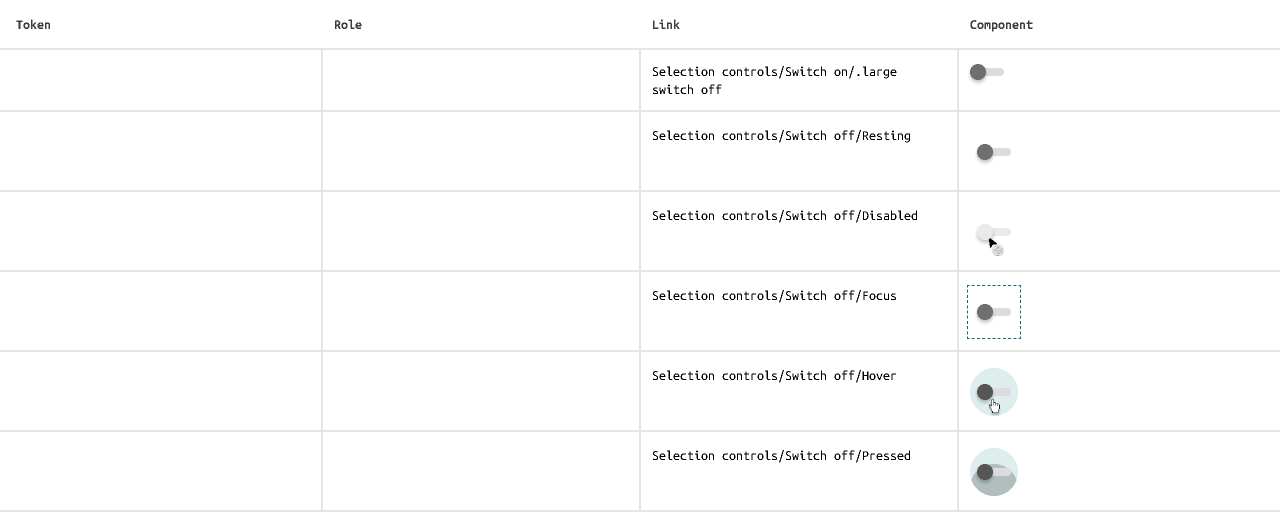 Token Role Link Component
Selection controls/Switch on/.large
switch off
Selection controls/Switch off/Resting
Selection controls/Switch off/Disabled
Selection controls/Switch off/Focus
Selection controls/Switch off/Hover
Selection controls/Switch off/Pressed